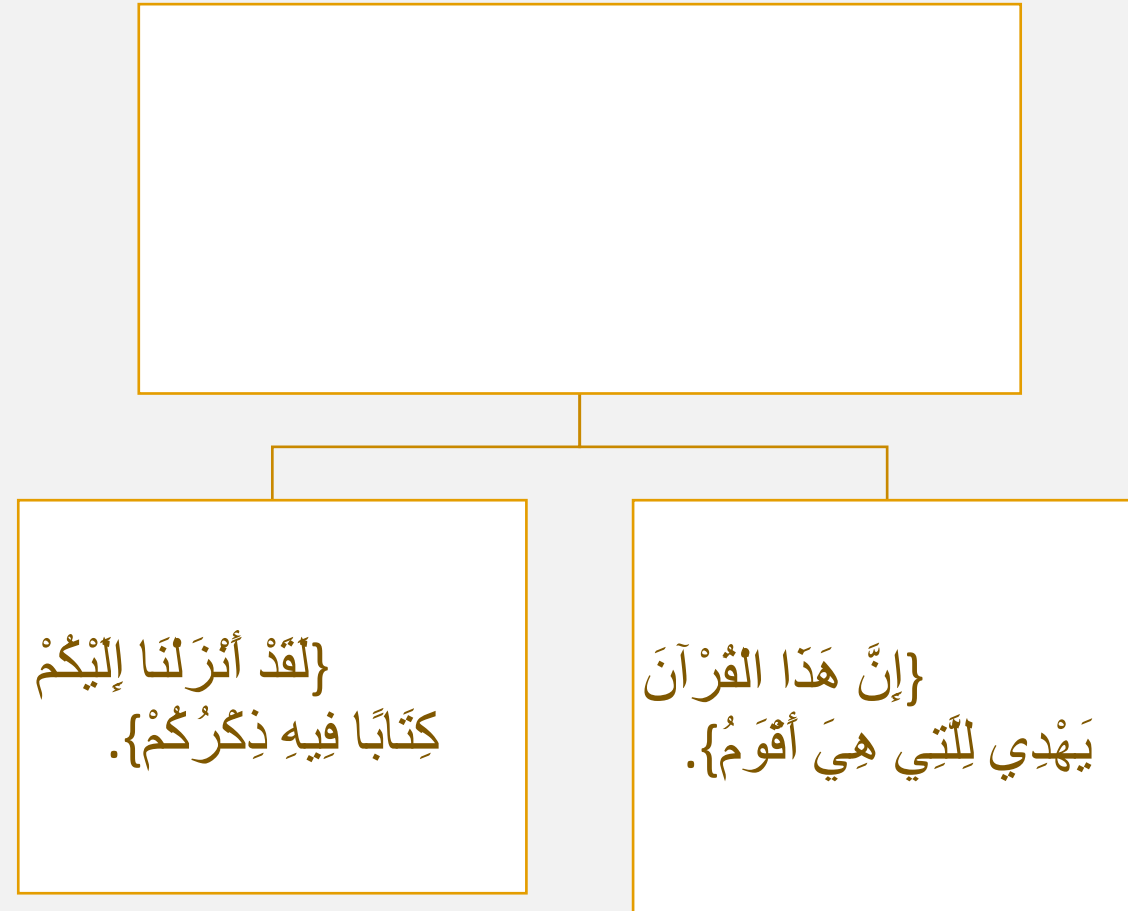 {إِنَّ هَذَا الْقُرْآنَ
يَهْدِي لِلَّتِي هِيَ أَقْوَمُ}.
{لَقَدْ أَنْزَلْنَا إِلَيْكُمْ
كِتَابًا فِيهِ ذِكْرُكُمْ}.